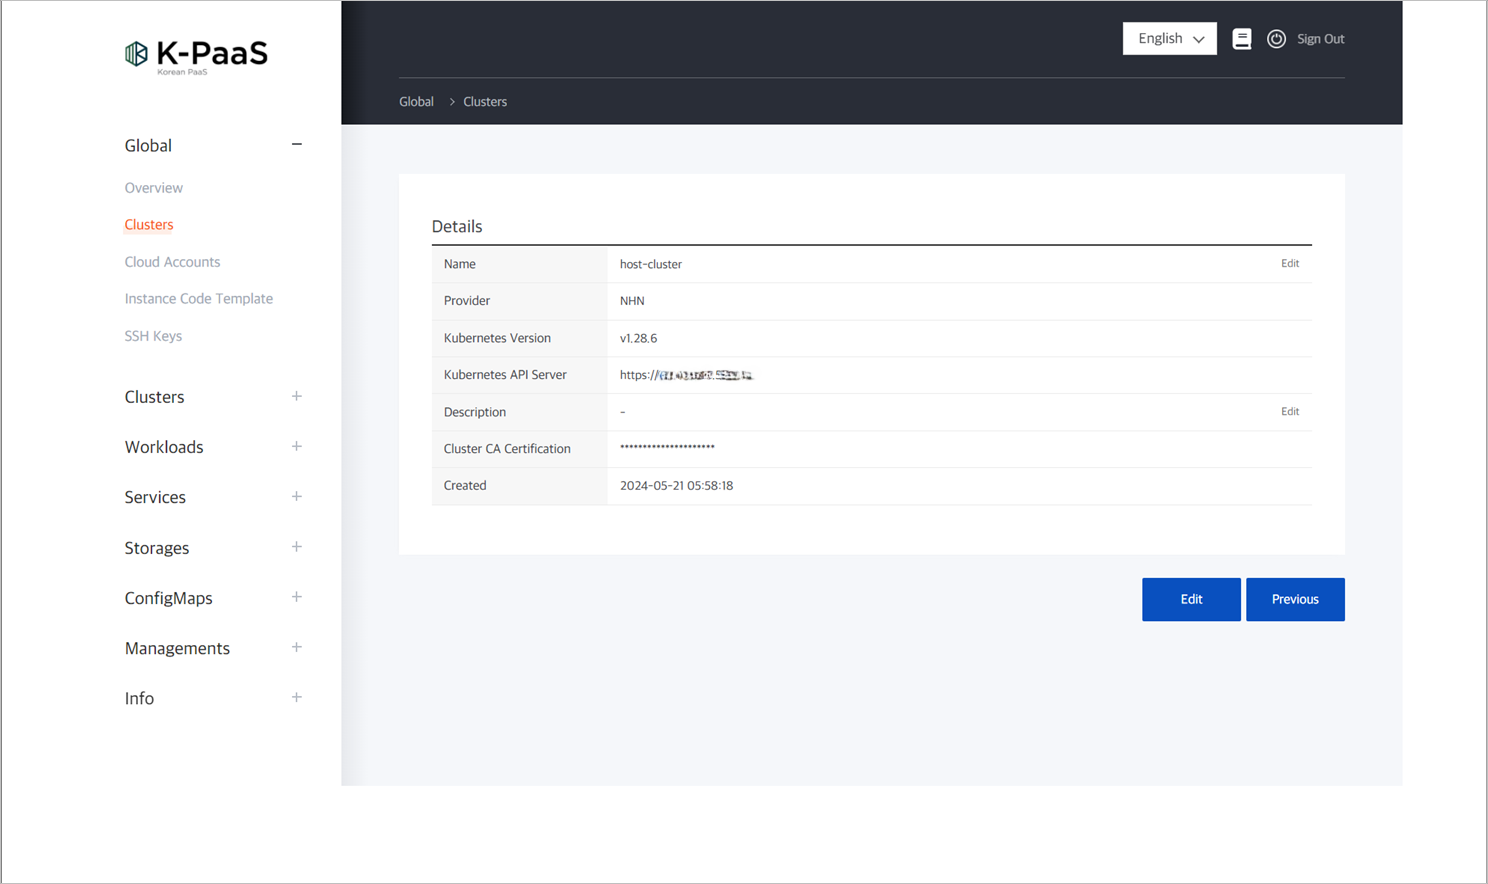 K-PaaS
Korean PaaS
English
Sign Out
Global > Clusters
Global
Overview
Clusters
Cloud Accounts
Instance Code Template
SSH Keys
Clusters
Workloads
Services
Storages
ConfigMaps
Managements
Info
Details
Name host-cluster Edit
Provider NHN
Kubernetes Version v1.28.6
Kubernetes API Server https://
Description - Edit
Cluster CA Certification *********************
Created 2024-05-21 05:58:18
Edit Previous